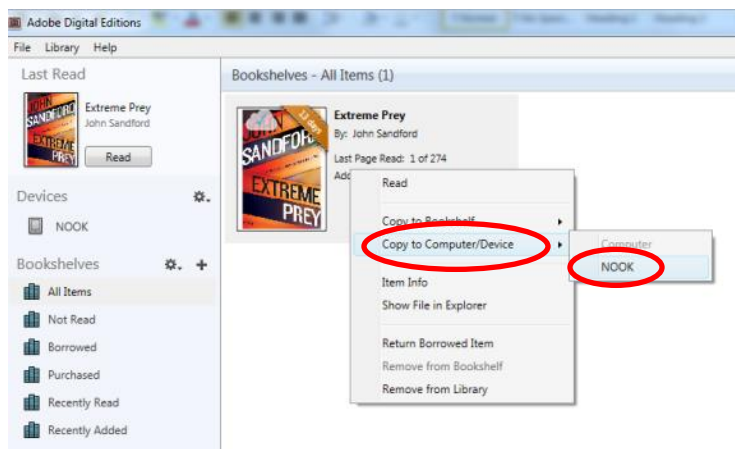 Adobe Digital Editions
File Library Help
Last Read
JOHN SANDFORD
EXTREME PREY
Extreme Prey
John Sandford
Read
Devices
NOOK
Bookshelves
All Items
Not Read
Borrowed
Purchased
Recently Read
Recently Added
Bookshelves - All Items (1)
13 days
SANDFORD
EXTREME
PREY
Extreme Prey
By: John Sandford
Last Page Read: 1 of 274
Read
Copy to Bookshelf
Copy to Computer/Device
Item Info
Show File in Explorer
Return Borrowed Item
Remove from Bookshelf
Remove from Library
Computer
NOOK